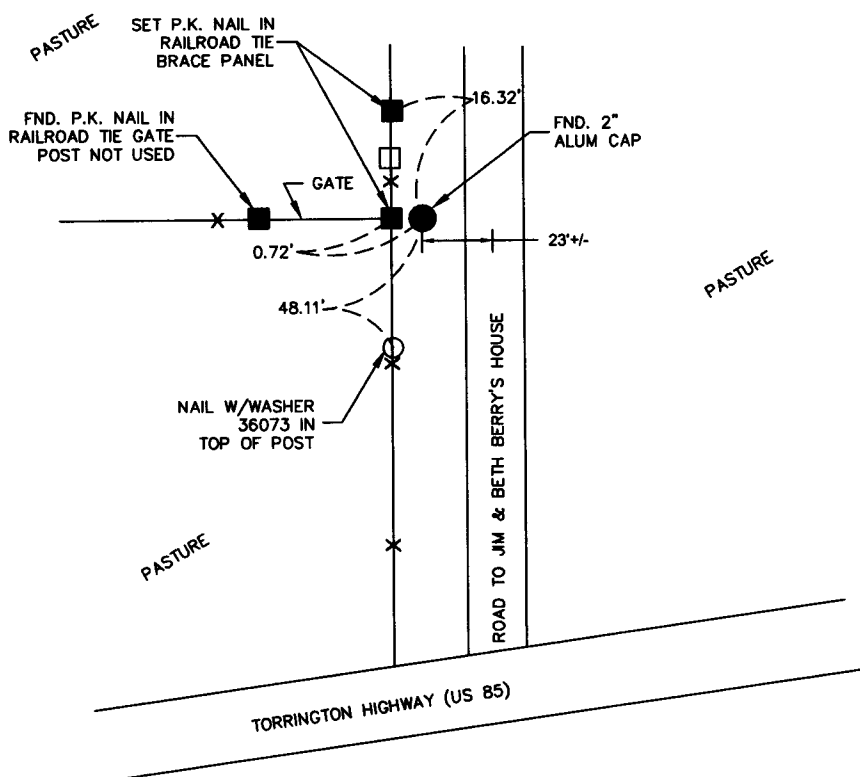 PASTURE
SET P.K. NAIL IN
RAILROAD TIE
BRACE PANEL
16.32'
FND. 2"
ALUM CAP
FND. P.K. NAIL IN
RAILROAD TIE GATE
POST NOT USED
GATE
0.72'
23'+/-
PASTURE
48.11'
NAIL W/WASHER
36073 IN
TOP OF POST
ROAD TO JIM & BETH BERRY'S HOUSE
PASTURE
TORRINGTON HIGHWAY (US 85)